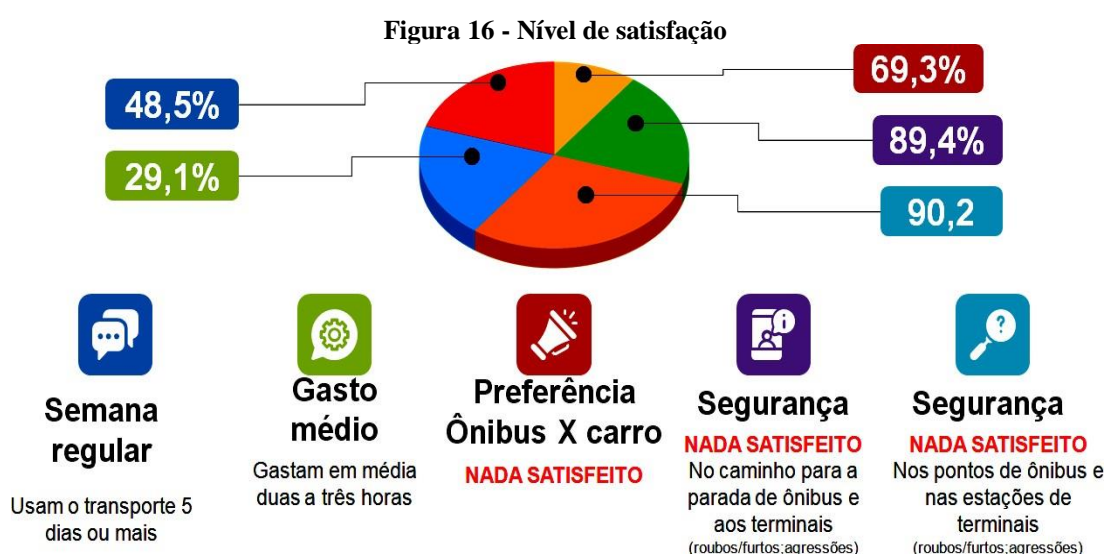 Figura 16 - Nível de satisfação
48,5%
29,1%
69,3%
89,4%
90,2
Semana
regular
Usam o transporte 5
dias ou mais
Gasto
médio
Gastam em média
duas a três horas
Preferência
Ônibus X carro
NADA SATISFEITO
Segurança
NADA SATISFEITO
No caminho para a
parada de ônibus e
aos terminais
(roubos/furtos;agressões)
Segurança
NADA SATISFEITO
Nos pontos de ônibus e
nas estações de
terminais
(roubos/furtos;agressões)